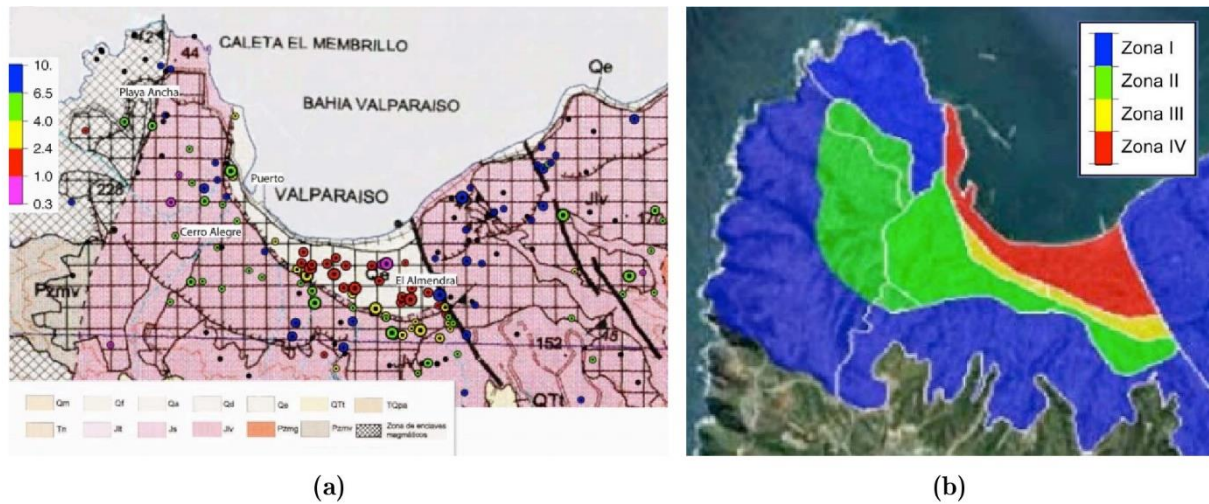 CALETA EL MEMBRILLO
44
Playa Ancha
Qe
BAHIA VALPARAISO
10.
6.5
4.0
2.4
1.0
0.3
228
Puerto
VALPARAISO
Jlv
Cerro Alegre
El Almendral
Pzmv
152
QTt
Qm
Qf
Qa
Qd
Qe
QTt
TQpa
Tn
Jlt
Js
Jlv
Pzmg
Pzmv
Zona de enclaves
magmáticos
Zona I
Zona II
Zona III
Zona IV
(a)
(b)